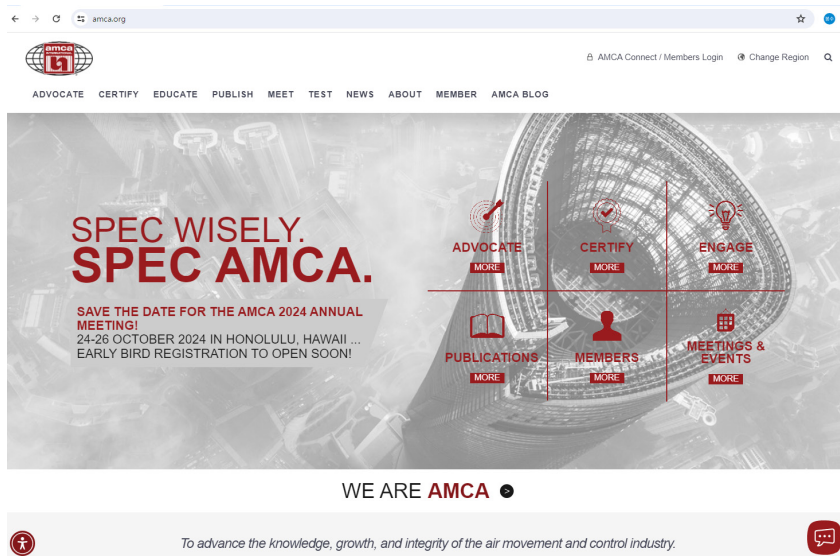 amca.org
amca
INTERNATIONAL
AMCA Connect / Members Login Change Region
ADVOCATE CERTIFY EDUCATE PUBLISH MEET TEST NEWS ABOUT MEMBER AMCA BLOG
SPEC WISELY.
SPEC AMCA.
SAVE THE DATE FOR THE AMCA 2024 ANNUAL
MEETING!
24-26 OCTOBER 2024 IN HONOLULU, HAWAII ...
EARLY BIRD REGISTRATION TO OPEN SOON!
ADVOCATE
MORE
CERTIFY
MORE
ENGAGE
MORE
PUBLICATIONS
MORE
MEMBERS
MORE
MEETINGS &
EVENTS
MORE
WE ARE AMCA
To advance the knowledge, growth, and integrity of the air movement and control industry.